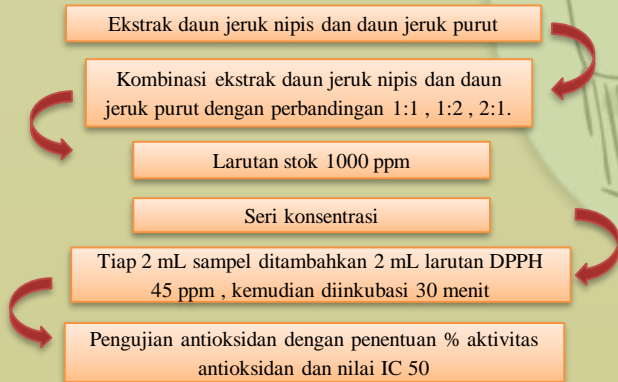 Ekstrak daun jeruk nipis dan daun jeruk purut
Kombinasi ekstrak daun jeruk nipis dan daun
jeruk purut dengan perbandingan 1:1 , 1:2 , 2:1.
Larutan stok 1000 ppm
Seri konsentrasi
Tiap 2 mL sampel ditambahkan 2 mL larutan DPPH
45 ppm , kemudian diinkubasi 30 menit
Pengujian antioksidan dengan penentuan % aktivitas
antioksidan dan nilai IC 50